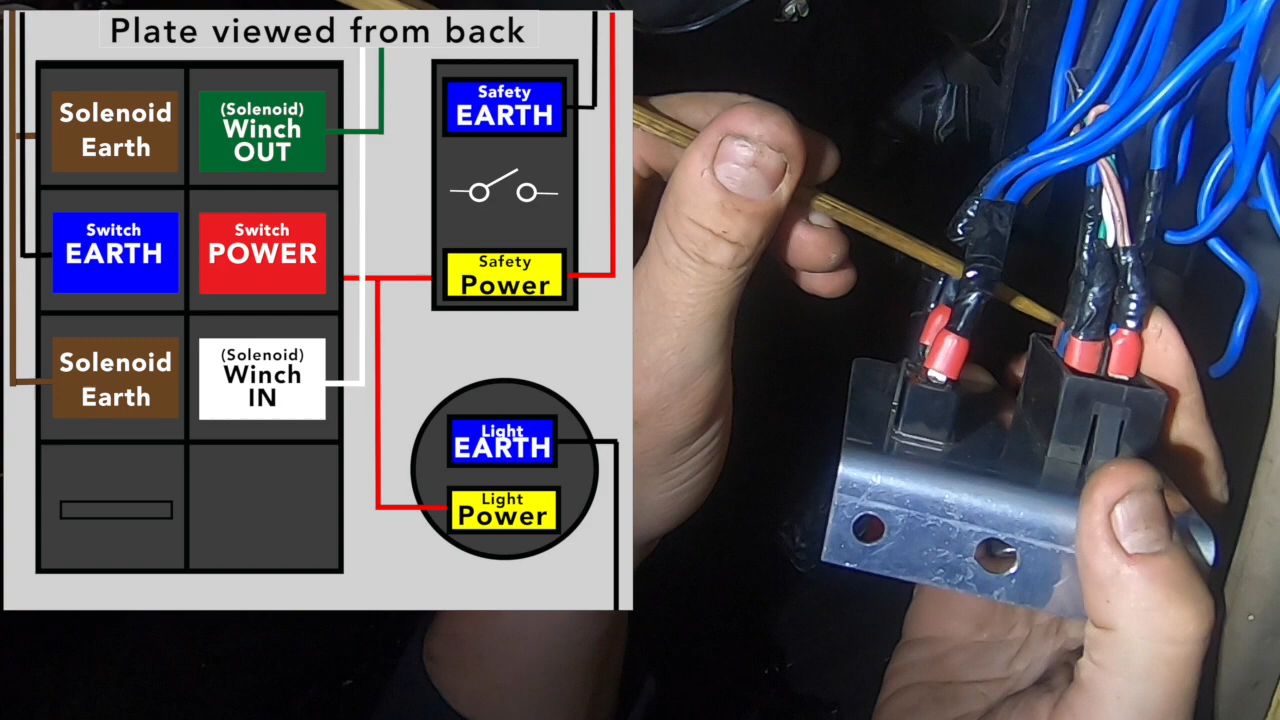 Plate viewed from back
Solenoid
Earth
(Solenoid)
Winch
OUT
Switch
EARTH
Switch
POWER
Solenoid
Earth
(Solenoid)
Winch
IN
Safety
EARTH
Safety
Power
Light
EARTH
Light
Power